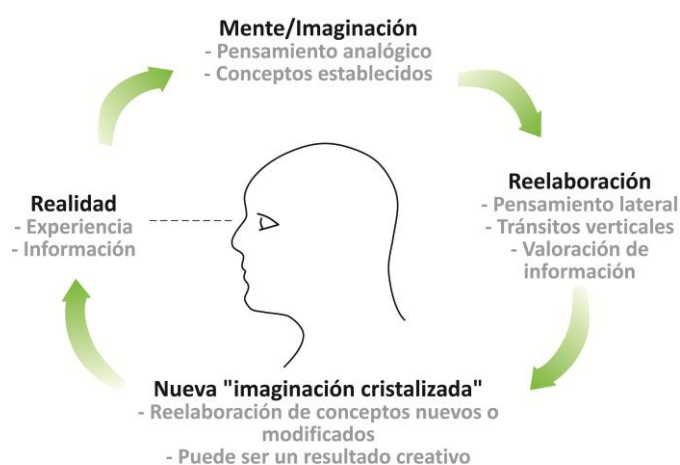 Mente/Imaginación
- Pensamiento analógico
- Conceptos establecidos
Reelaboración
- Pensamiento lateral
- Tránsitos verticales
- Valoración de
información
Realidad
- Experiencia
- Información
Nueva "imaginación cristalizada"
- Reelaboración de conceptos nuevos o
modificados
- Puede ser un resultado creativo